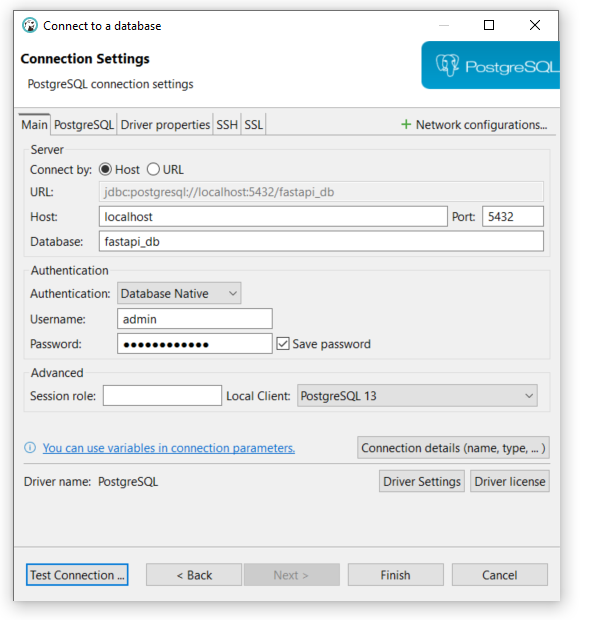 Connect to a database
Connection Settings
PostgreSQL connection settings
PostgreSQL
Main PostgreSQL Driver properties SSH SSL + Network configurations...
Server
Connect by: Host URL
URL: jdbc:postgresql://localhost:5432/fastapi_db
Host: localhost Port: 5432
Database: fastapi_db
Authentication
Authentication: Database Native
Username: admin
Password: ●●●●●●●●●●●● Save password
Advanced
Session role: Local Client: PostgreSQL 13
You can use variables in connection parameters. Connection details (name, type, ... )
Driver name: PostgreSQL Driver Settings Driver license
Test Connection ... < Back Next > Finish Cancel